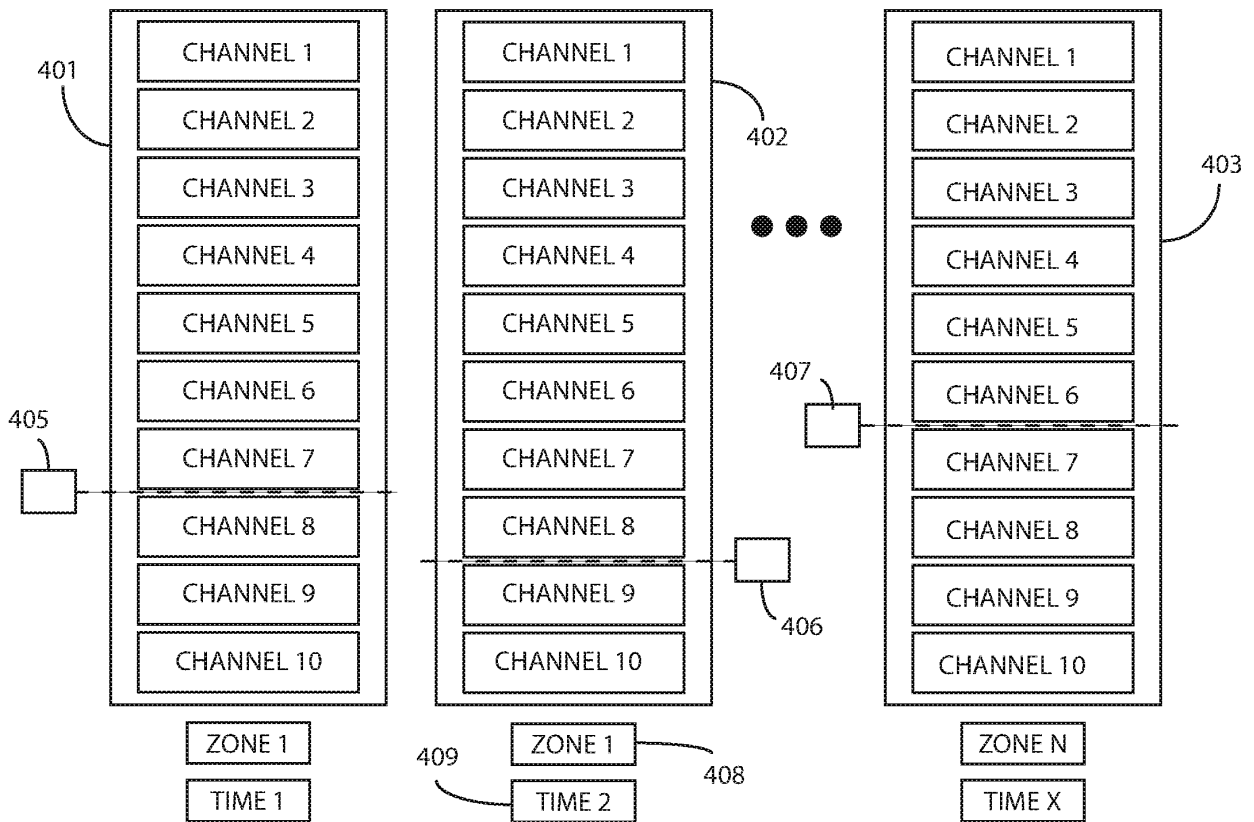 401
CHANNEL 1
CHANNEL 2
CHANNEL 3
CHANNEL 4
CHANNEL 5
CHANNEL 6
CHANNEL 7
CHANNEL 8
CHANNEL 9
CHANNEL 10
405
ZONE 1
TIME 1
CHANNEL 1
CHANNEL 2
CHANNEL 3
CHANNEL 4
CHANNEL 5
CHANNEL 6
CHANNEL 7
CHANNEL 8
CHANNEL 9
CHANNEL 10
402
406
ZONE 1
408
409
TIME 2
CHANNEL 1
CHANNEL 2
CHANNEL 3
CHANNEL 4
CHANNEL 5
CHANNEL 6
CHANNEL 7
CHANNEL 8
CHANNEL 9
CHANNEL 10
403
407
ZONE N
TIME X